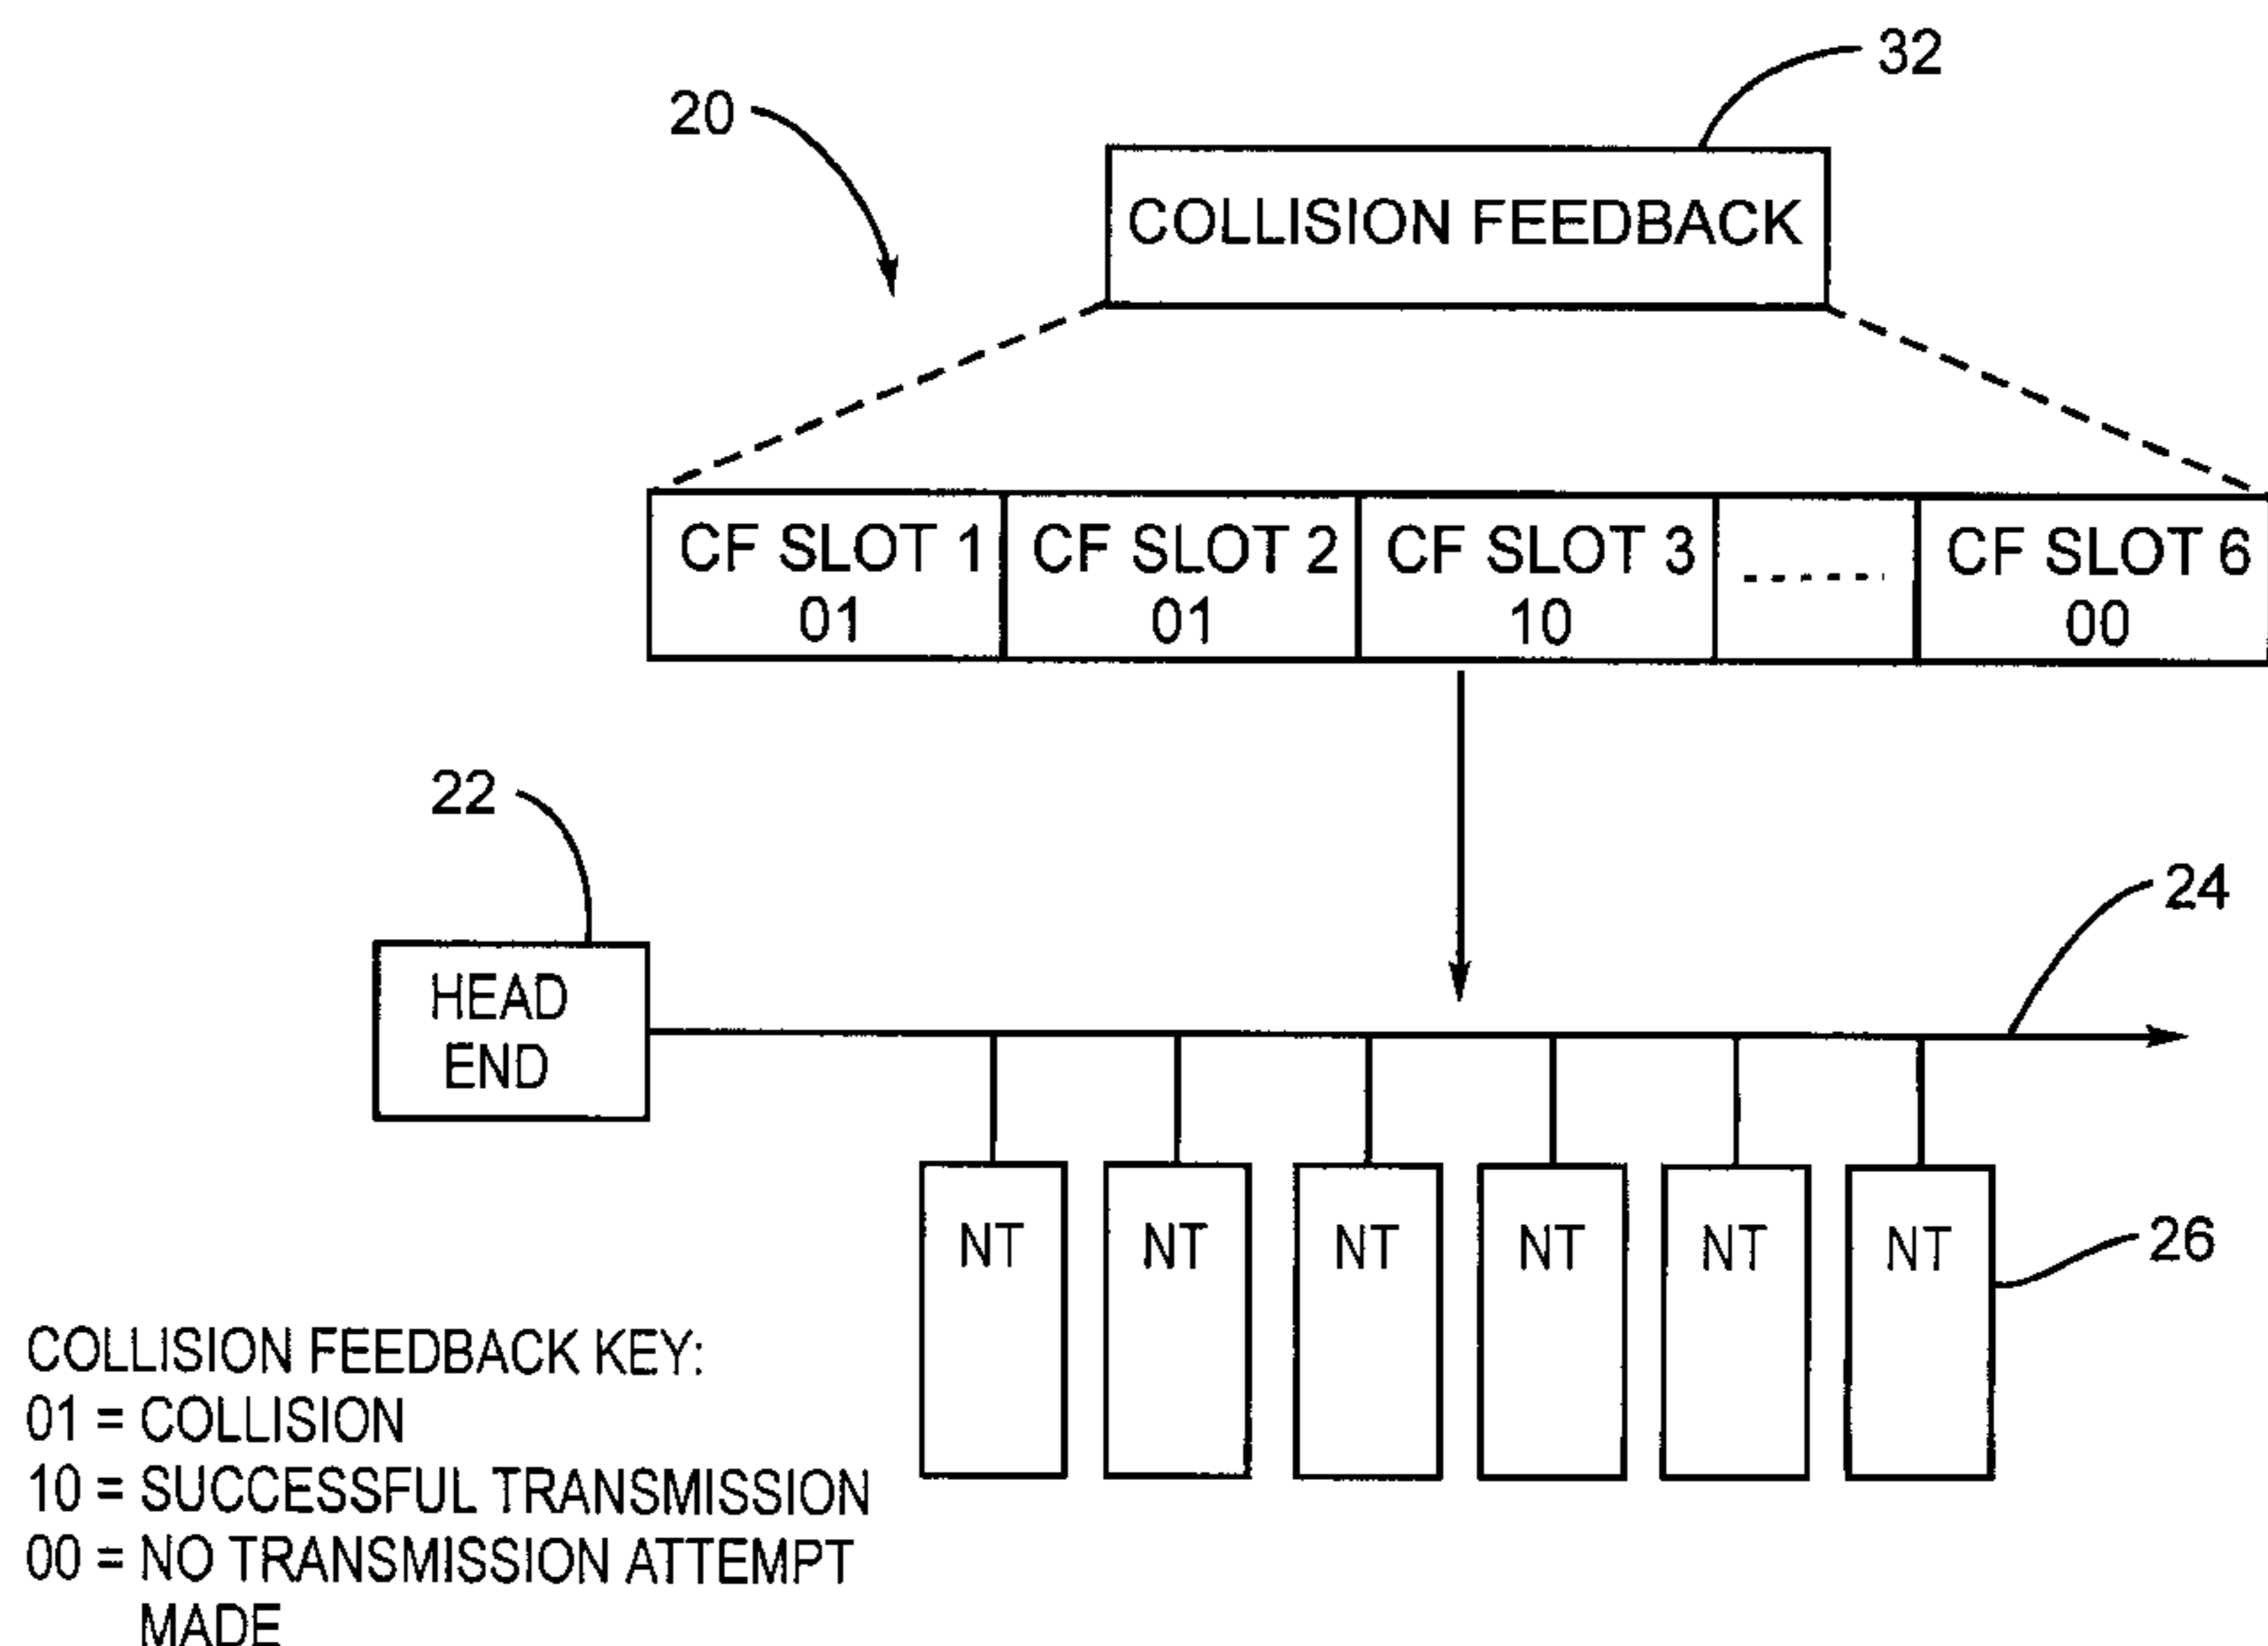 32
20
COLLISION FEEDBACK
CF SLOT 1 CF SLOT 2 CF SLOT 3 ....... CF SLOT 6
01 01 10 00
22
24
HEAD
END
NT NT NT NT NT NT
26
COLLISION FEEDBACK KEY:
01 = COLLISION
10 = SUCCESSFUL TRANSMISSION
00 = NO TRANSMISSION ATTEMPT
MADE